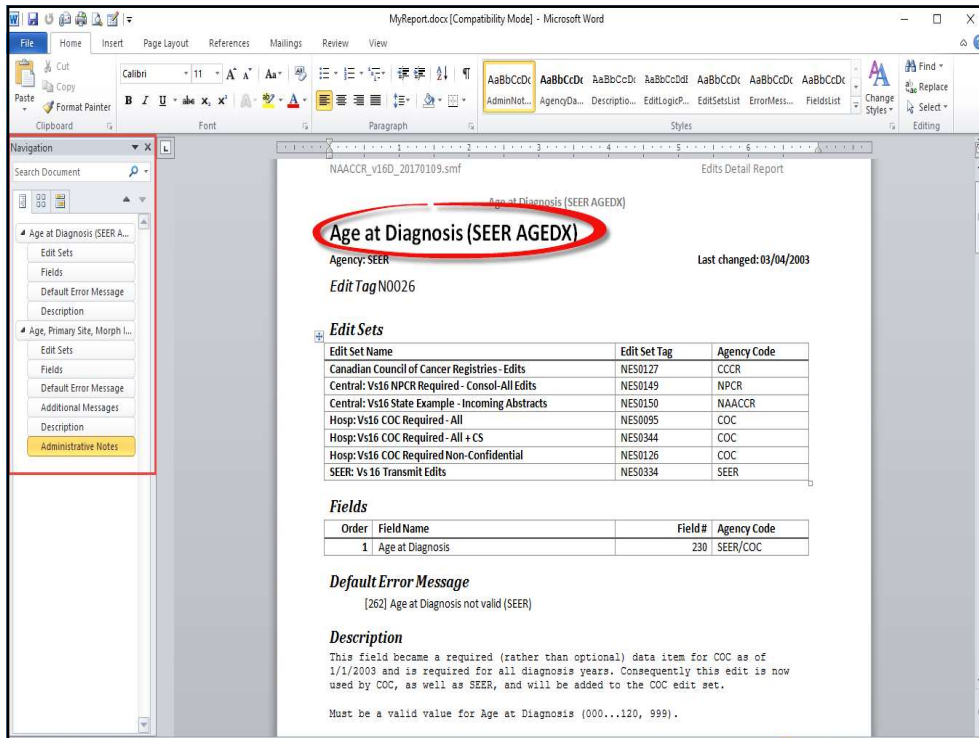 MyReport.docx [Compatibility Mode] - Microsoft Word
File Home Insert Page Layout References Mailings Review View
Cut
Copy
Paste
Format Painter
Clipboard
Calibri 11
Font
Paragraph
AaBbCcDc AaBbCcDc AaBbCcDc AaBbCcDdE AaBbCcDc AaBbCcDc AaBbCcDc
AdminNot... AgencyDa... Descriptio... EditLogicP... EditSetsList ErrorMess... FieldsList
Change Styles
Styles
Find
Replace
Select
Editing
Navigation
Search Document
Age at Diagnosis (SEER A...
Edit Sets
Fields
Default Error Message
Description
Age, Primary Site, Morph I...
Edit Sets
Fields
Default Error Message
Additional Messages
Description
Administrative Notes
1 2 3 4 5 6
NAACCR_v16D_20170109.smf Edits Detail Report
Age at Diagnosis (SEER AGEDX)
Age at Diagnosis (SEER AGEDX)
Agency: SEER Last changed: 03/04/2003
Edit Tag N0026
Edit Sets
Edit Set Name Edit Set Tag Agency Code
Canadian Council of Cancer Registries - Edits NES0127 CCCR
Central: Vs16 NPCR Required - Consol-All Edits NES0149 NPCR
Central: Vs16 State Example - Incoming Abstracts NES0150 NAACCR
Hosp: Vs16 COC Required - All NES0095 COC
Hosp: Vs16 COC Required - All + CS NES0344 COC
Hosp: Vs16 COC Required Non-Confidential NES0126 COC
SEER: Vs 16 Transmit Edits NES0334 SEER
Fields
Order Field Name Field # Agency Code
1 Age at Diagnosis 230 SEER/COC
Default Error Message
[262] Age at Diagnosis not valid (SEER)
Description
This field became a required (rather than optional) data item for COC as of
1/1/2003 and is required for all diagnosis years. Consequently this edit is now
used by COC, as well as SEER, and will be added to the COC edit set.
Must be a valid value for Age at Diagnosis (000...120, 999).